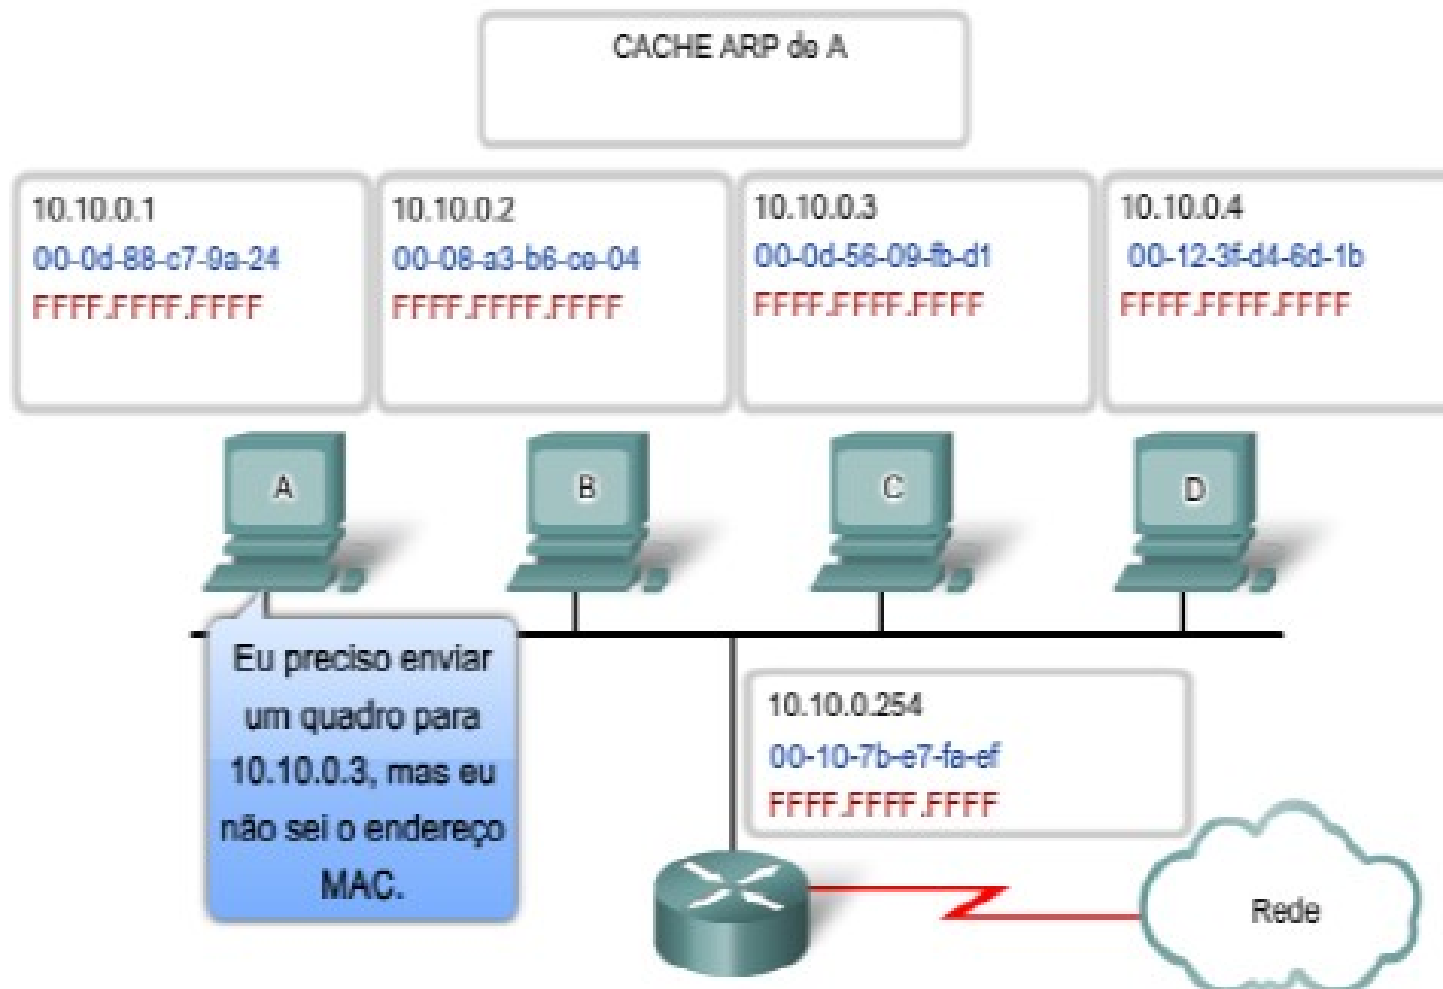 CACHE ARP de A
10.10.0.1
00-0d-88-c7-9a-24
FFFF.FFFF.FFFF
10.10.0.2
00-08-a3-b6-ce-04
FFFF.FFFF.FFFF
10.10.0.3
00-0d-56-09-fb-d1
FFFF.FFFF.FFFF
10.10.0.4
00-12-3f-d4-6d-1b
FFFF.FFFF.FFFF
A
B
C
D
Eu preciso enviar
um quadro para
10.10.0.3, mas eu
não sei o endereço
MAC.
10.10.0.254
00-10-7b-e7-fa-ef
FFFF.FFFF.FFFF
Rede